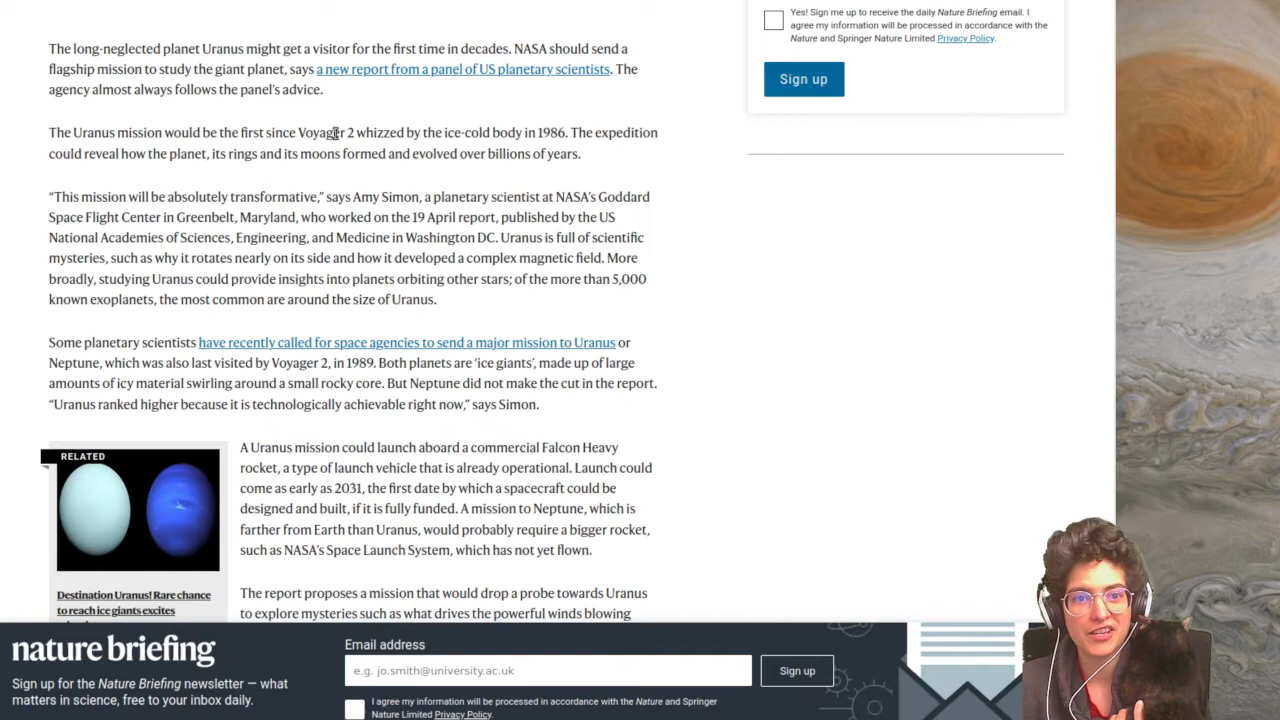 The long-neglected planet Uranus might get a visitor for the first time in decades. NASA should send a
flagship mission to study the giant planet, says a new report from a panel of US planetary scientists. The
agency almost always follows the panel's advice.
The Uranus mission would be the first since Voyager 2 whizzed by the ice-cold body in 1986. The expedition
could reveal how the planet, its rings and its moons formed and evolved over billions of years.
“This mission will be absolutely transformative,” says Amy Simon, a planetary scientist at NASA's Goddard
Space Flight Center in Greenbelt, Maryland, who worked on the 19 April report, published by the US
National Academies of Sciences, Engineering, and Medicine in Washington DC. Uranus is full of scientific
mysteries, such as why it rotates nearly on its side and how it developed a complex magnetic field. More
broadly, studying Uranus could provide insights into planets orbiting other stars; of the more than 5,000
known exoplanets, the most common are around the size of Uranus.
Some planetary scientists have recently called for space agencies to send a major mission to Uranus or
Neptune, which was also last visited by Voyager 2, in 1989. Both planets are ‘ice giants’, made up of large
amounts of icy material swirling around a small rocky core. But Neptune did not make the cut in the report.
“Uranus ranked higher because it is technologically achievable right now,” says Simon.
RELATED
Destination Uranus! Rare chance
to reach ice giants excites
A Uranus mission could launch aboard a commercial Falcon Heavy
rocket, a type of launch vehicle that is already operational. Launch could
come as early as 2031, the first date by which a spacecraft could be
designed and built, if it is fully funded. A mission to Neptune, which is
farther from Earth than Uranus, would probably require a bigger rocket,
such as NASA's Space Launch System, which has not yet flown.
The report proposes a mission that would drop a probe towards Uranus
to explore mysteries such as what drives the powerful winds blowing
Yes! Sign me up to receive the daily Nature Briefing email. I
agree my information will be processed in accordance with the
Nature and Springer Nature Limited Privacy Policy.
Sign up
nature briefing
Sign up for the Nature Briefing newsletter — what
matters in science, free to your inbox daily.
Email address
e.g. jo.smith@university.ac.uk
Sign up
I agree my information will be processed in accordance with the Nature and Springer
Nature Limited Privacy Policy.